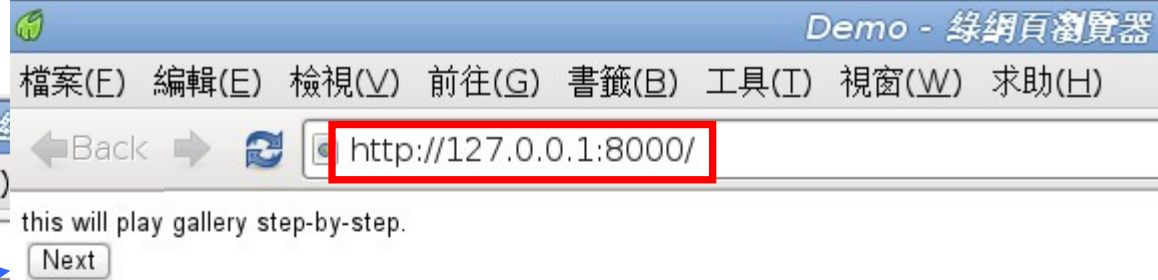 Demo - 綠網頁瀏覽器
檔案(F) 編輯(E) 檢視(V) 前往(G) 書籤(B) 工具(T) 視窗(W) 求助(H)
Back http://127.0.0.1:8000/
this will play gallery step-by-step.
Next